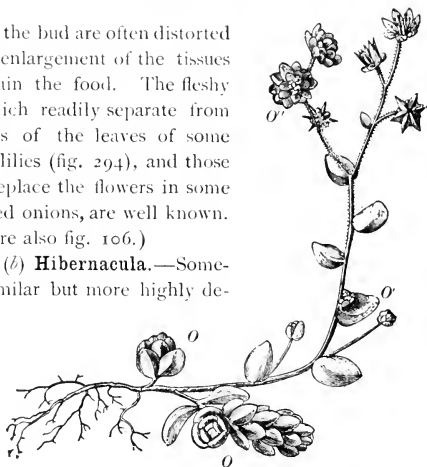 the bud are often distorted
enlargement of the tissues
in the food. The fleshy
ich readily separate from
s of the leaves of some
lilies (fig. 294), and those
eplace the flowers in some
ed onions, are well known.
re also fig. 106.)
(b) Hibernacula.—Some-
milar but more highly de-
O''
O'
O
O